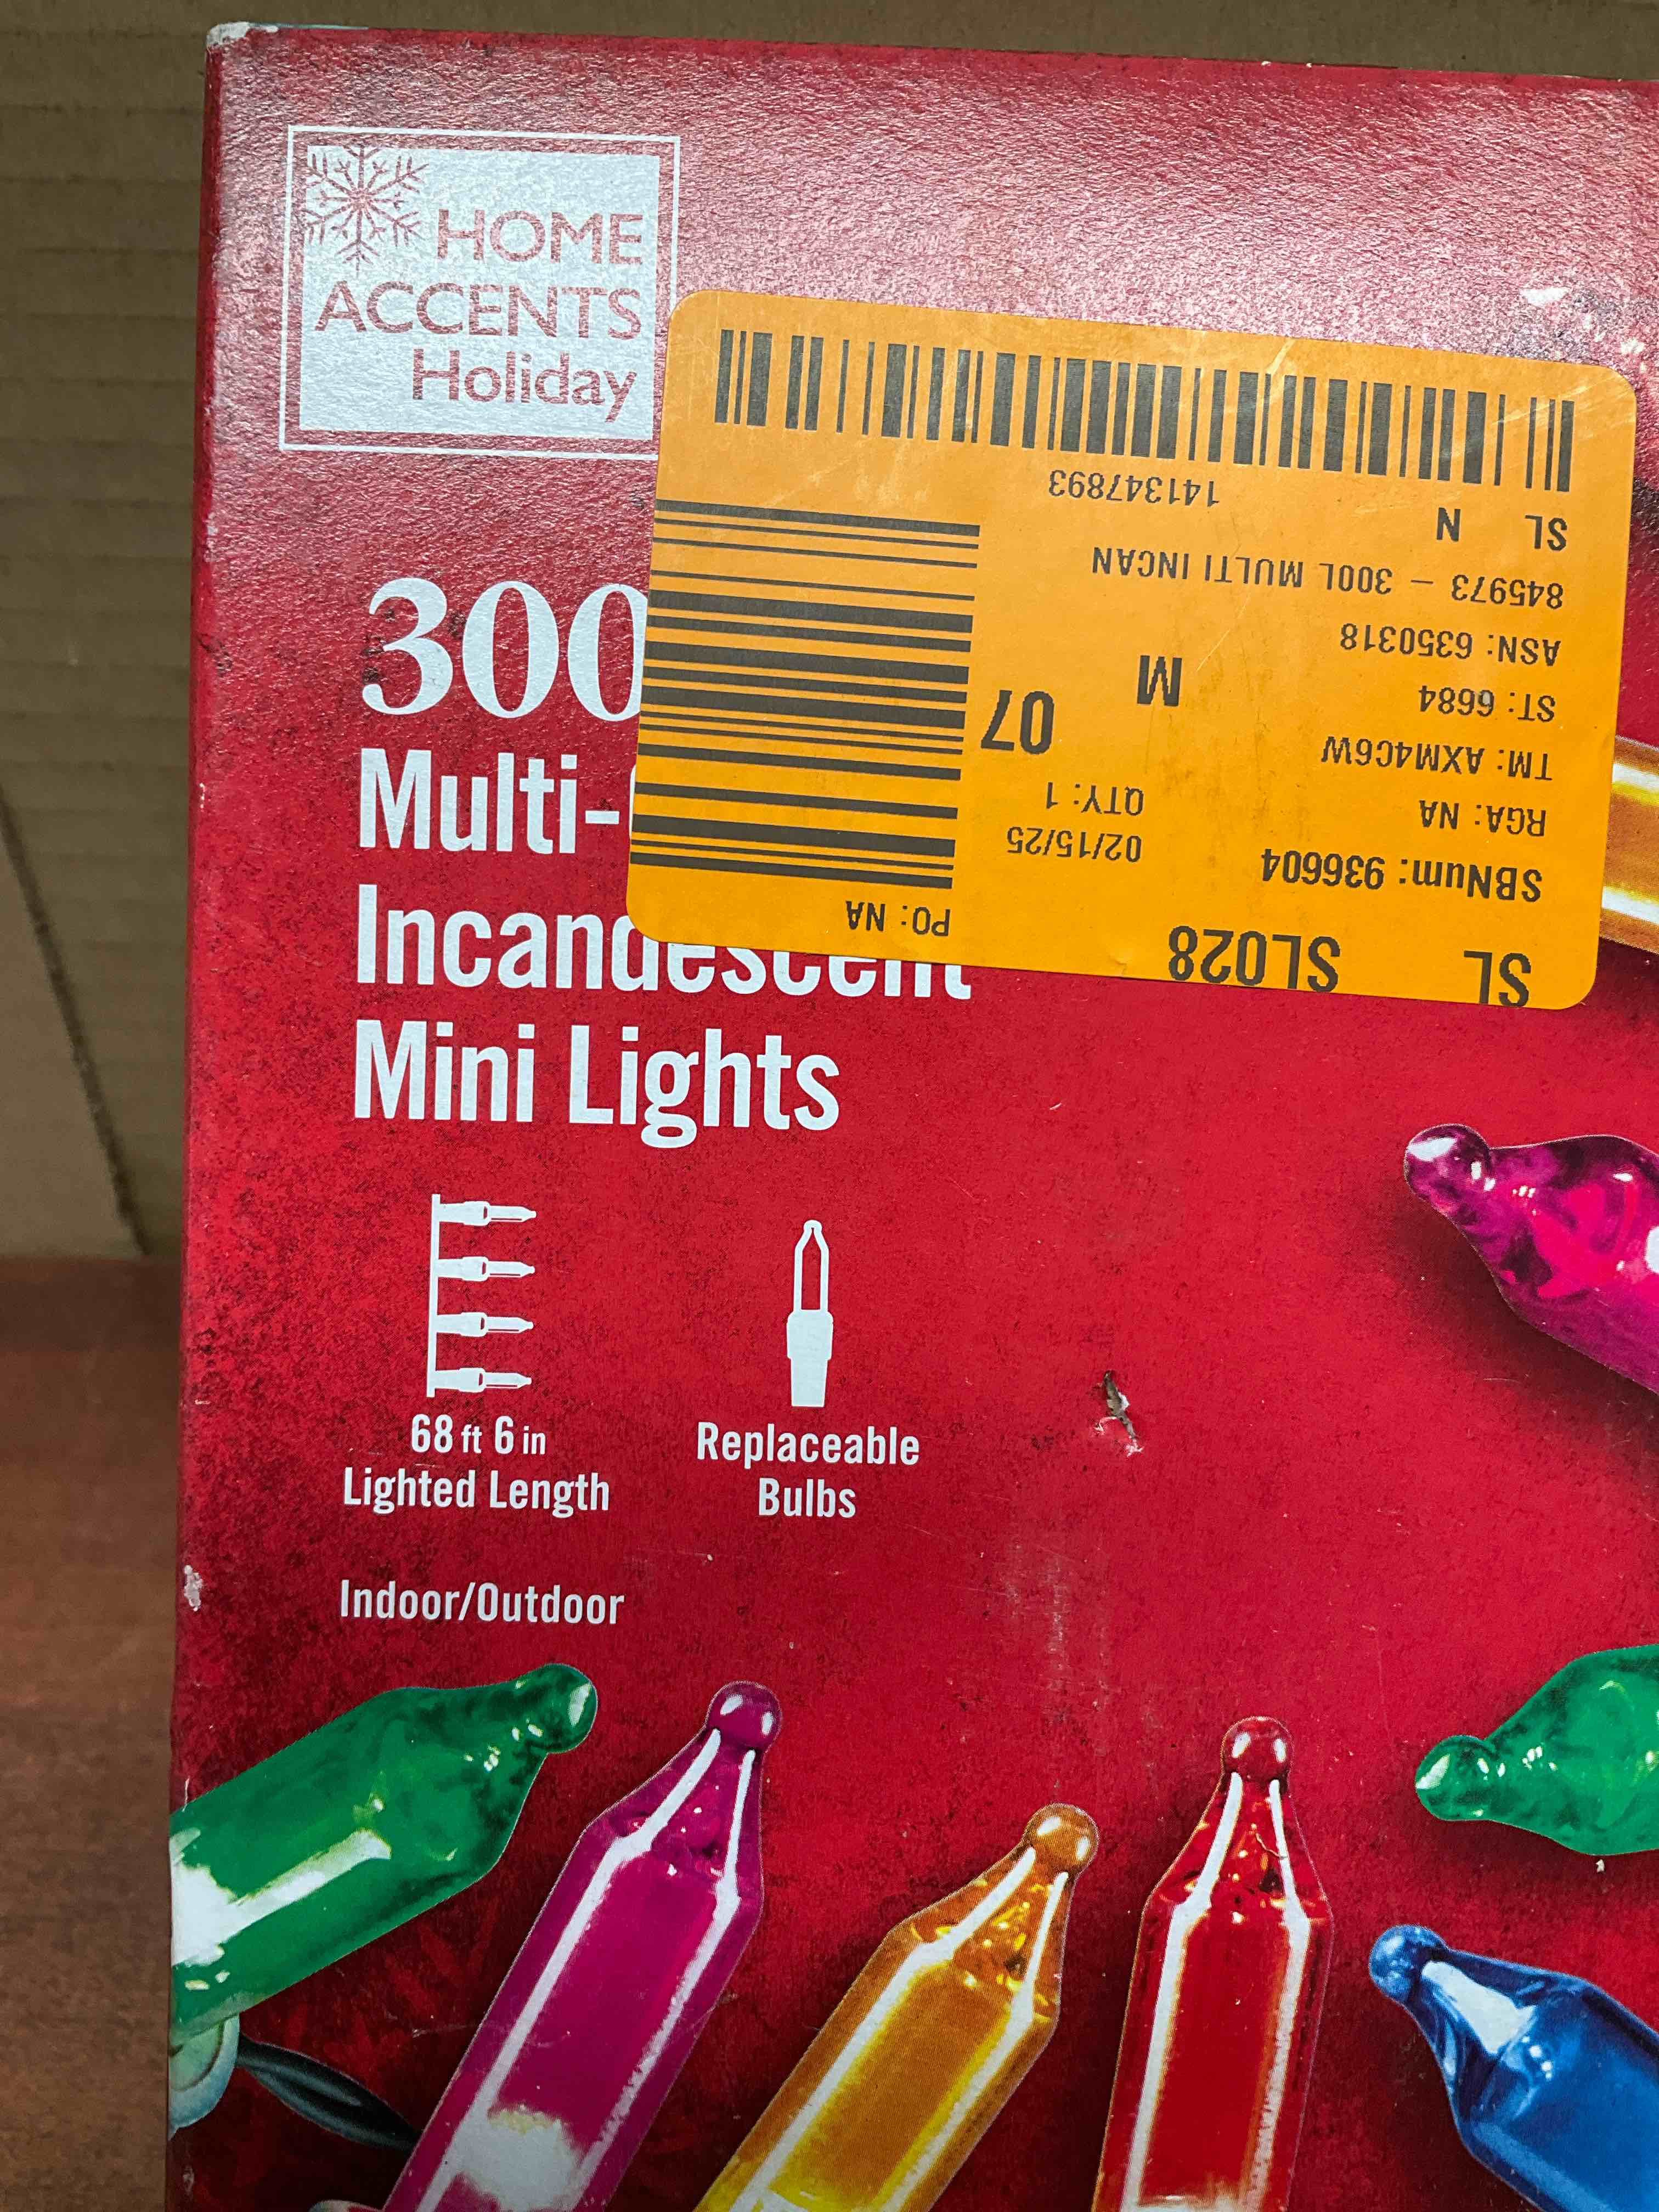 HOME
ACCENTS
Holiday
300
Multi-
Incandescent
Mini Lights
68 ft 6 in
Lighted Length
Replaceable
Bulbs
Indoor/Outdoor
SL SL028
PO: NA
SBNum: 936604
02/15/25
RGA: NA
QTY: 1
TM: AXM4C6W
07
ST: 6684
M
ASN: 6350318
845973 - 300L MULTI INCAN
SL N
141347893